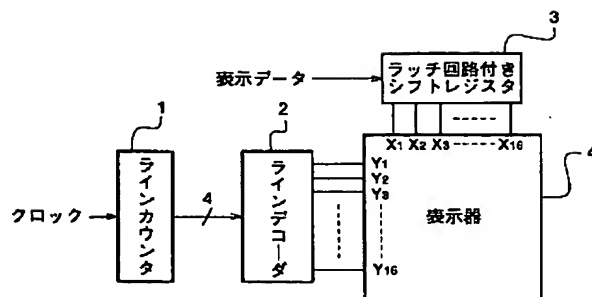 3
ラッチ回路付き
シフトレジスタ
表示データ
1
2
X1 X2 X3 ----- X16
4
ラインカウンタ
ラインデコーダ
Y1
Y2
Y3
Y16
クロック
4
表示器